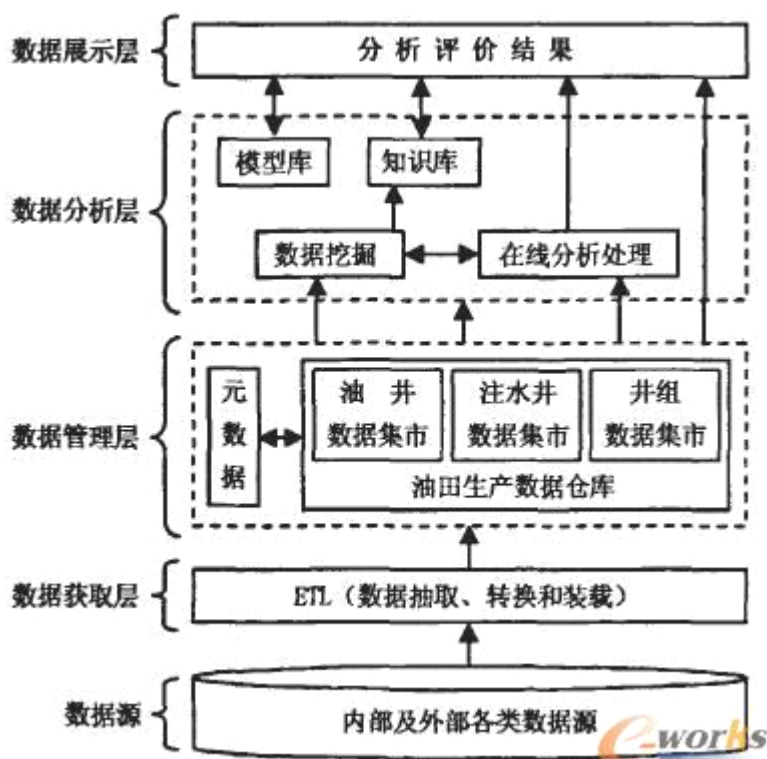 数据展示层
分析评价结果
数据分析层
模型库
知识库
数据挖掘
在线分析处理
数据管理层
元
数
据
油 井
数据集市
注水井
数据集市
井组
数据集市
油田生产数据仓库
数据获取层
ETL（数据抽取、转换和装载）
数据源
内部及外部各类数据源
e-works